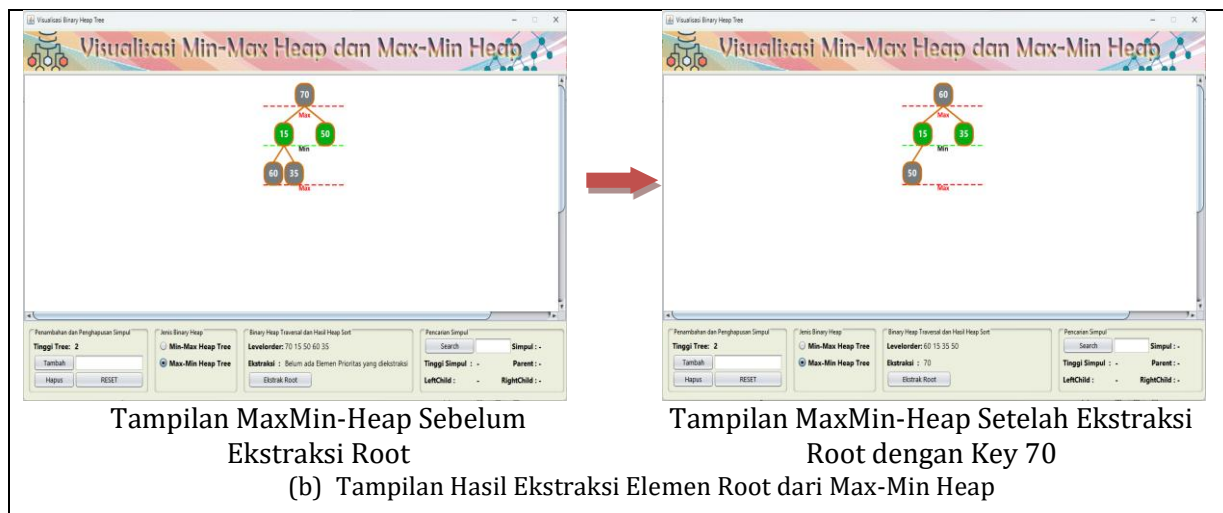 Visualisasi Binary Heap Tree
Visualisasi Min-Max Heap dan Max-Min Heap
70
Max
15 50
Min
60 35
Max
Penambahan dan Penghapusan Simpul
Tinggi Tree: 2
Tambah
Hapus RESET
Jenis Binary Heap
Min-Max Heap Tree
Max-Min Heap Tree
Binary Heap Traversal dan Hasil Heap Sort
Levelorder: 70 15 50 60 35
Ekstraksi : Belum ada Elemen Prioritas yang diekstraksi
Ekstrak Root
Pencarian Simpul
Search Simpul : -
Tinggi Simpul : - Parent : -
LeftChild : - RightChild : -
Visualisasi Binary Heap Tree
Visualisasi Min-Max Heap dan Max-Min Heap
60
Max
15 35
Min
50
Max
Penambahan dan Penghapusan Simpul
Tinggi Tree: 2
Tambah
Hapus RESET
Jenis Binary Heap
Min-Max Heap Tree
Max-Min Heap Tree
Binary Heap Traversal dan Hasil Heap Sort
Levelorder: 60 15 35 50
Ekstraksi : 70
Ekstrak Root
Pencarian Simpul
Search Simpul : -
Tinggi Simpul : - Parent : -
LeftChild : - RightChild : -
Tampilan MaxMin-Heap Sebelum
Ekstraksi Root
Tampilan MaxMin-Heap Setelah Ekstraksi
Root dengan Key 70
(b) Tampilan Hasil Ekstraksi Elemen Root dari Max-Min Heap